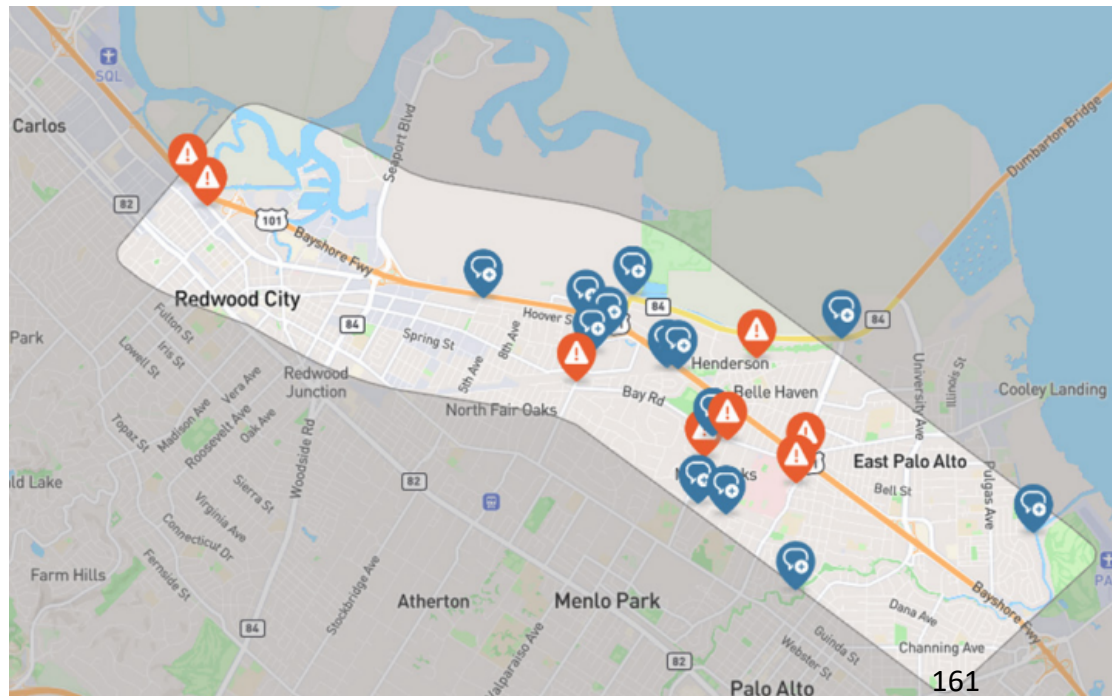 SQL
Carlos
82
Seaport Blvd
Dumbarton Bridge
101
Bayshore Fwy
Redwood City
84
84
84
Park
Fulton St
Iris St
Lowell St
Spring St
5th Ave
8th Ave
Hoover St
Henderson
Belle Haven
University Ave
Illinois St
Cooley Landing
Redwood
Junction
North Fair Oaks
Bay Rd
Vera Ave
Madison Ave
Roosevelt Ave
Oak Ave
Topaz St
Woodside Rd
82
East Palo Alto
Bell St
Pulgas Ave
Sierra St
Virginia Ave
Connecticut Dr
Fernside St
Farm Hills
Stockbridge Ave
Atherton
Menlo Park
Valparaiso Ave
84
82
Dana Ave
Bayshore Fwy
Guinda St
Webster St
Channing Ave
Palo Alto
161